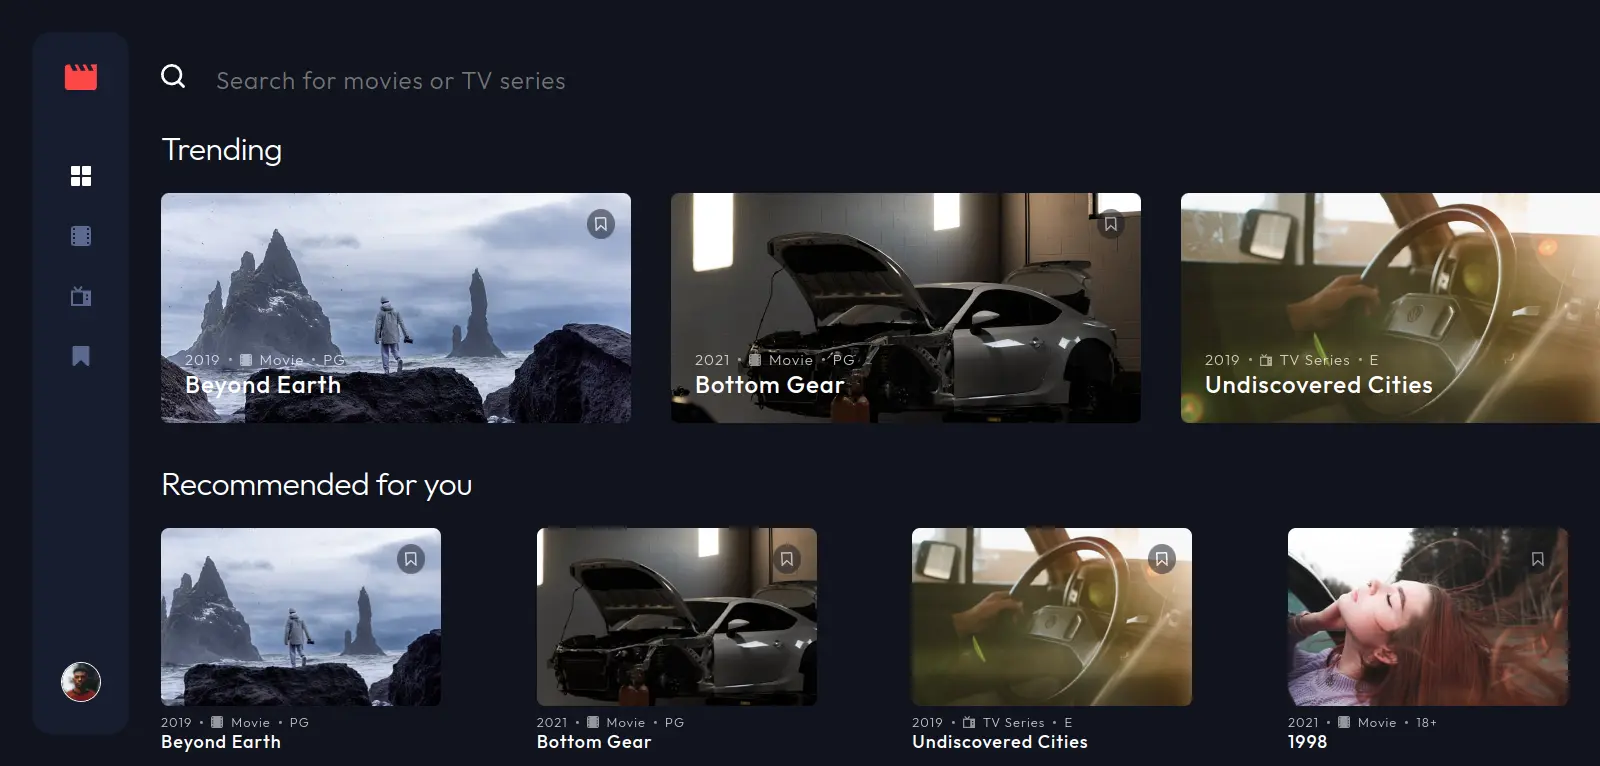 Search for movies or TV series
Trending
2019 • Movie • PG
Beyond Earth
2021 • Movie • PG
Bottom Gear
2019 • TV Series • E
Undiscovered Cities
Recommended for you
2019 • Movie • PG
Beyond Earth
2021 • Movie • PG
Bottom Gear
2019 • TV Series • E
Undiscovered Cities
2021 • Movie • 18+
1998